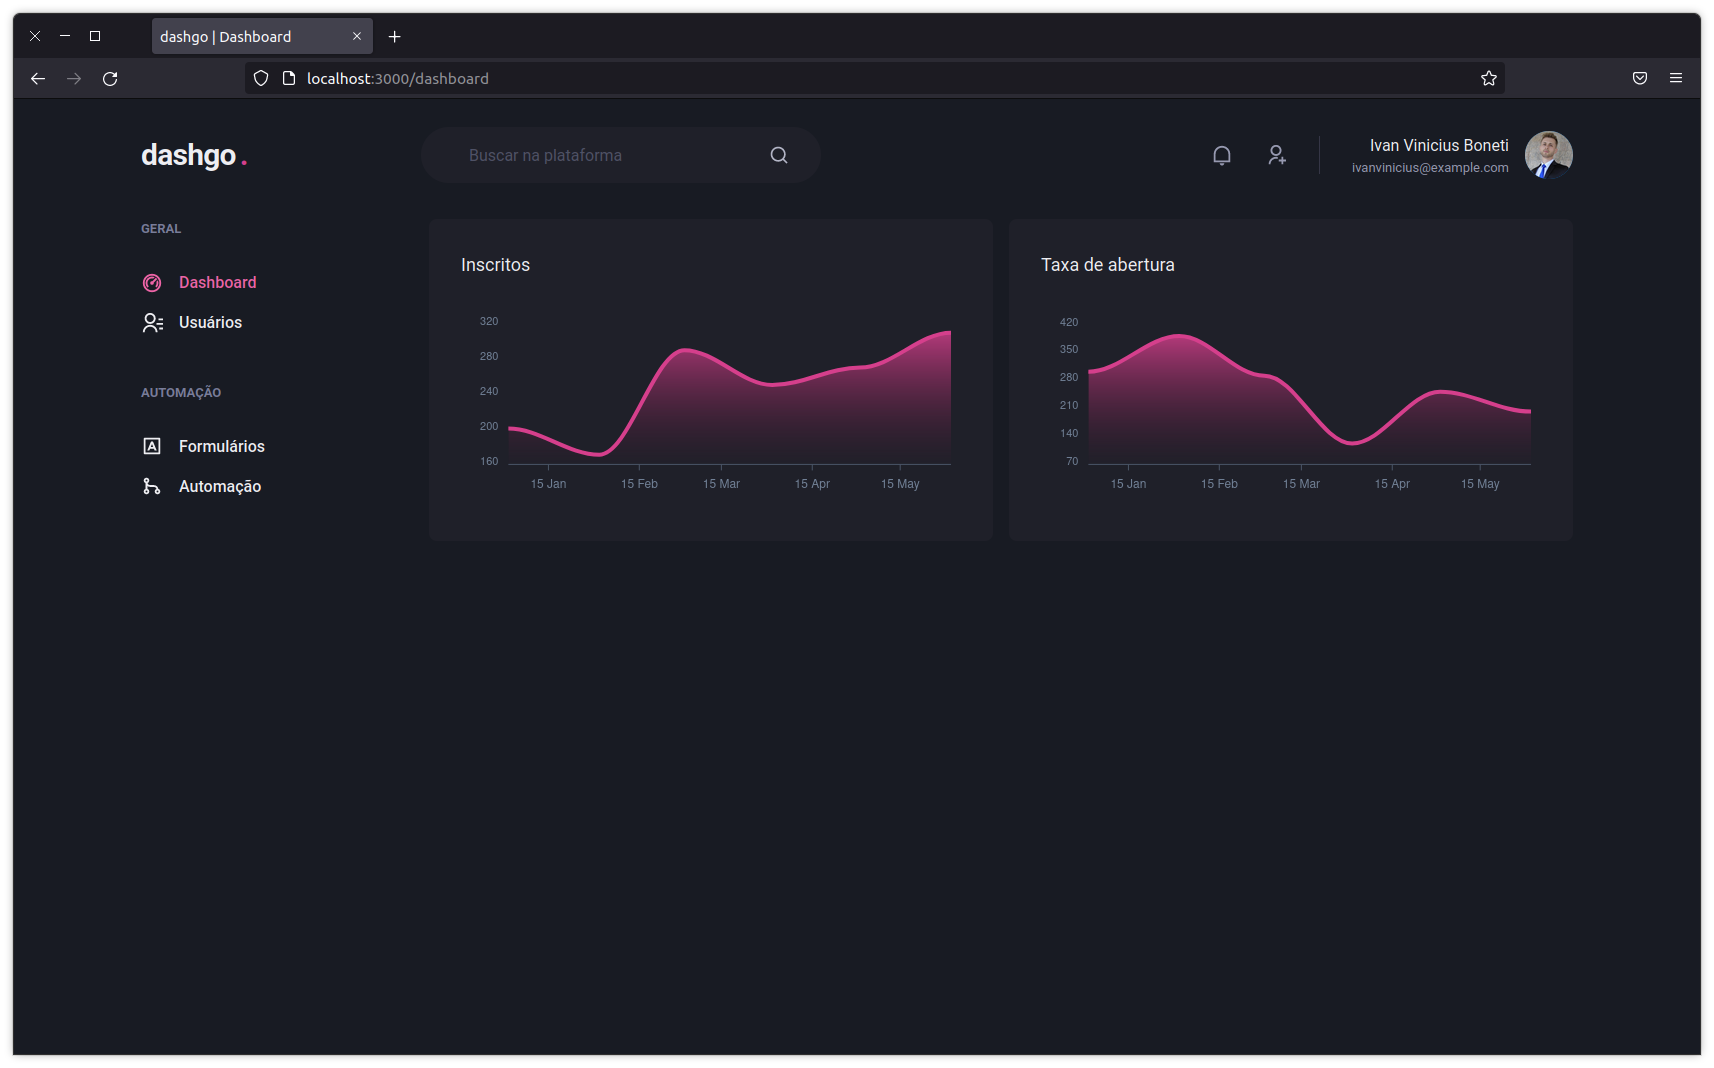 dashgo | Dashboard
localhost:3000/dashboard
dashgo.
Buscar na plataforma
Ivan Vinicius Boneti
ivanvinicius@example.com
GERAL
Dashboard
Usuários
AUTOMAÇÃO
Formulários
Automação
Inscritos
320
280
240
200
160
15 Jan 15 Feb 15 Mar 15 Apr 15 May
Taxa de abertura
420
350
280
210
140
70
15 Jan 15 Feb 15 Mar 15 Apr 15 May